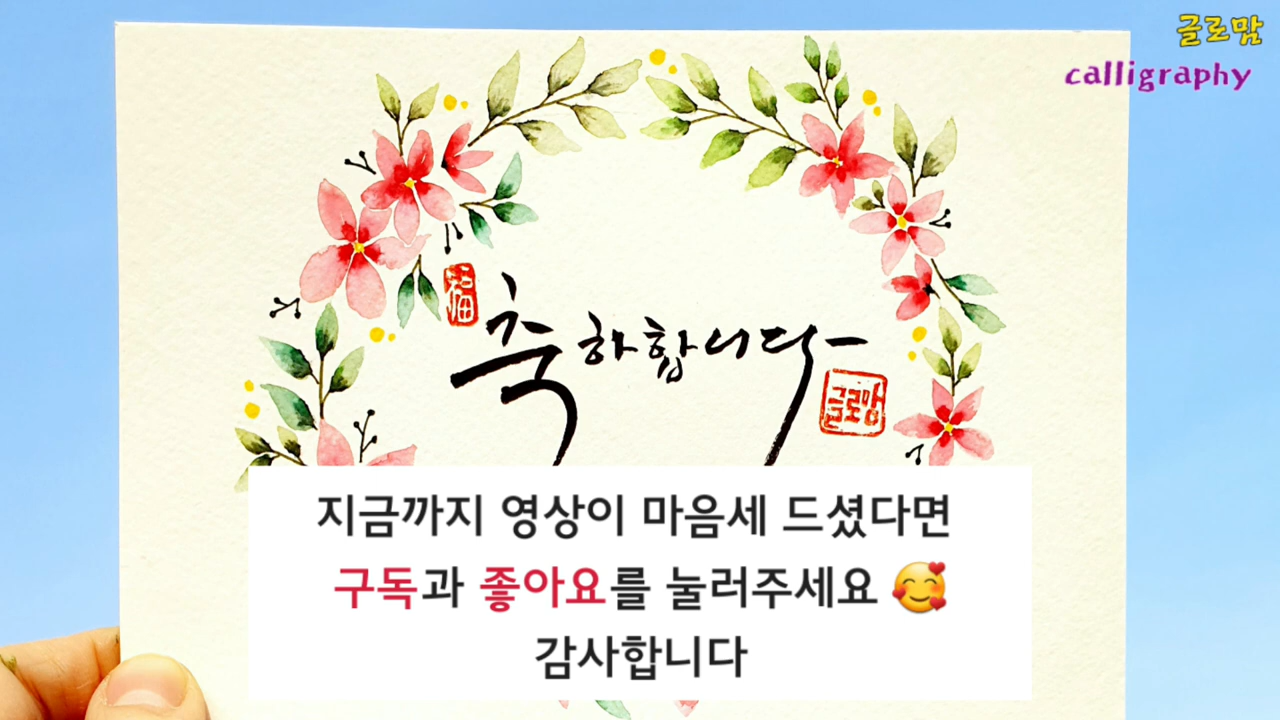 글로맘
calligraphy
福
축하합니다
글로맘
지금까지 영상이 마음세 드셨다면
구독과 좋아요를 눌러주세요 🥰
감사합니다